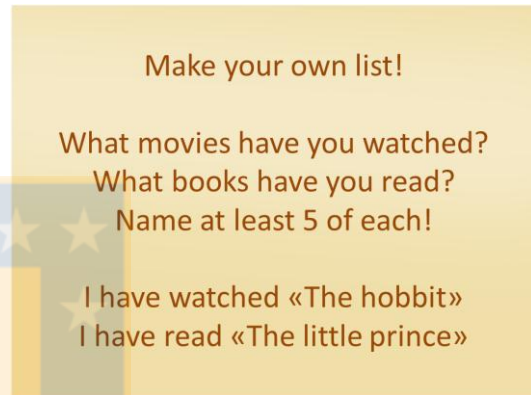 Make your own list!
What movies have you watched?
What books have you read?
Name at least 5 of each!
I have watched «The hobbit»
I have read «The little prince»